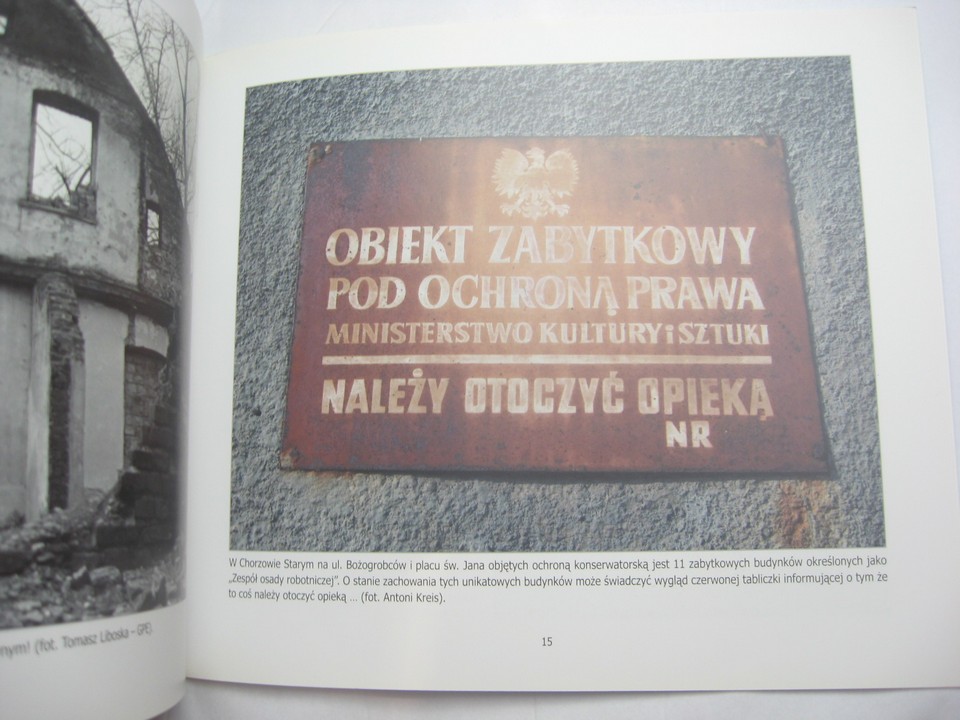 nym! (fot. Tomasz Liboska – GPE)
OBIEKT ZABYTKOWY
POD OCHRONĄ PRAWA
MINISTERSTWO KULTURY i SZTUKI
NALEŻY OTOCZYĆ OPIEKĄ
NR
W Chorzowie Starym na ul. Bożogrobców i placu św. Jana objętych ochroną konserwatorską jest 11 zabytkowych budynków określonych jako
„Zespół osady robotniczej”. O stanie zachowania tych unikatowych budynków może świadczyć wygląd czerwonej tabliczki informującej o tym że
to coś należy otoczyć opieką ... (fot. Antoni Kreis).
15